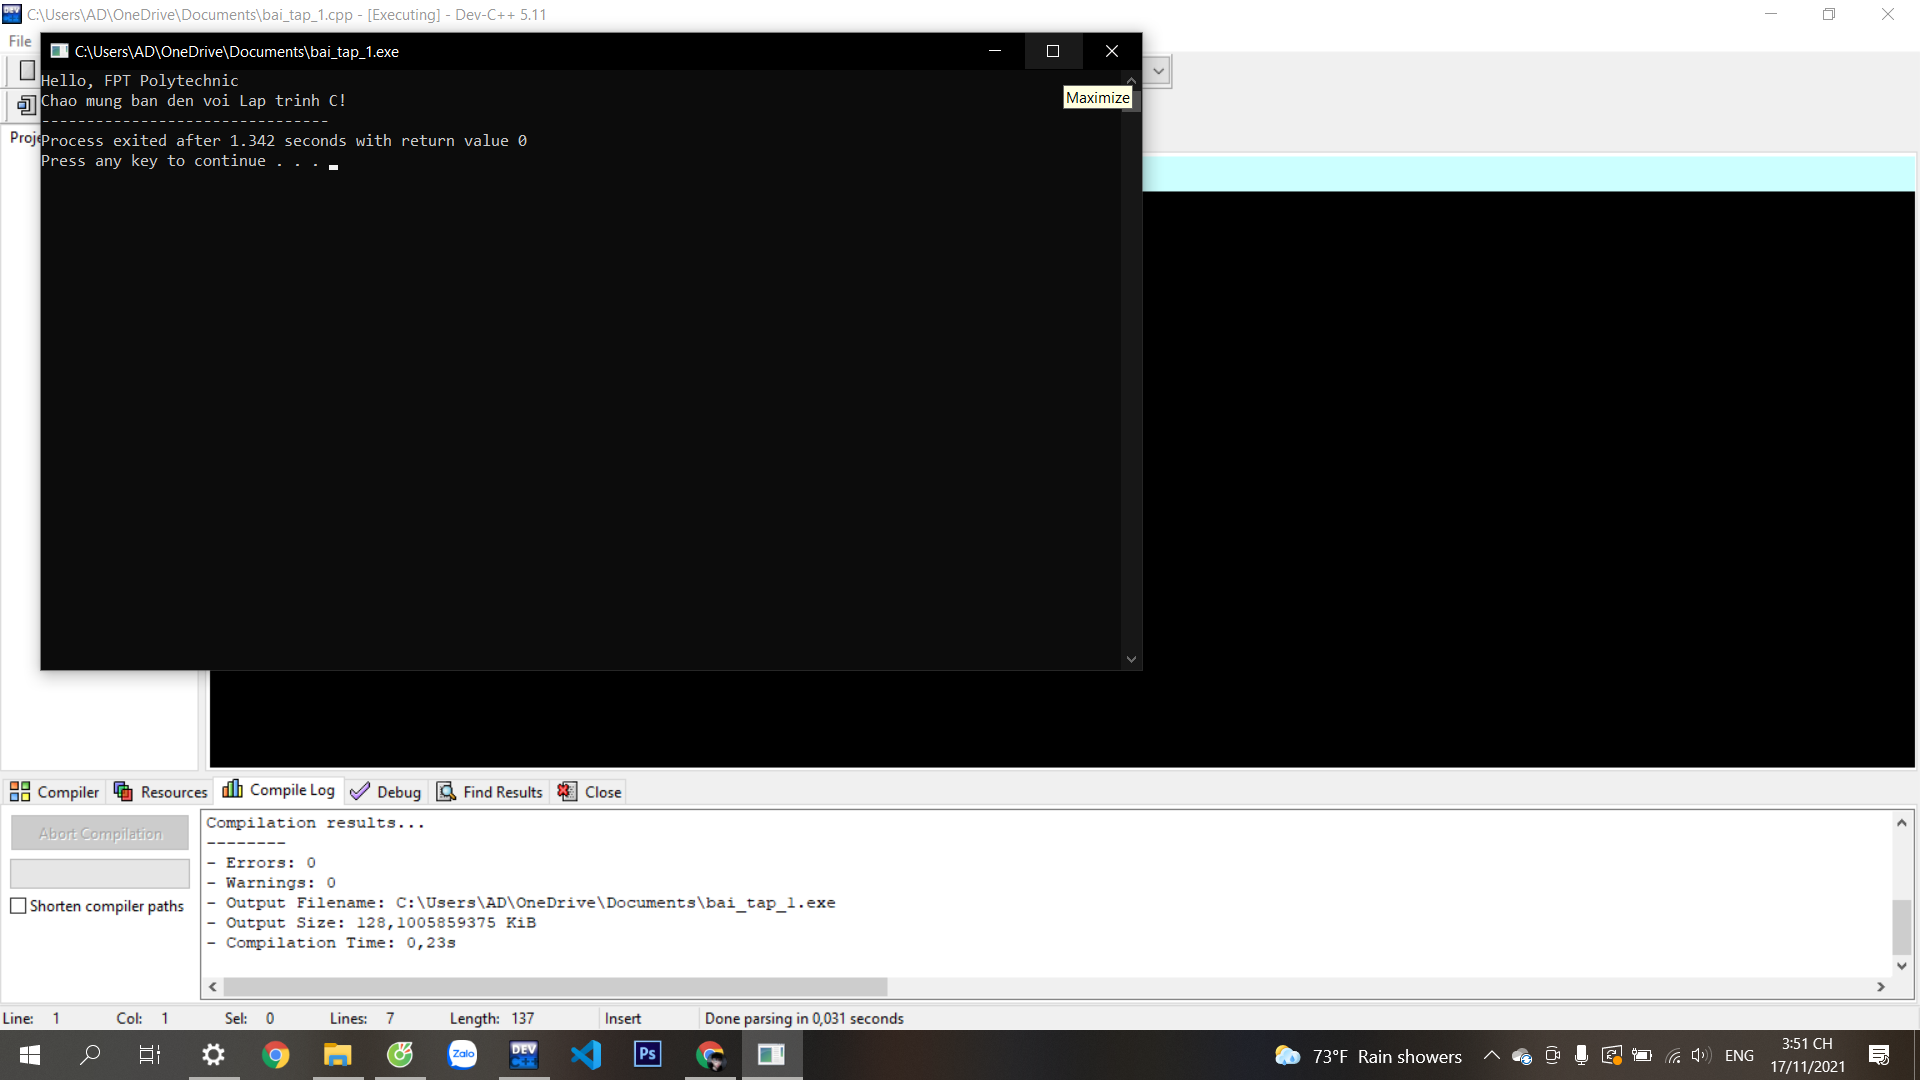 C:\Users\AD\OneDrive\Documents\bai_tap_1.cpp - [Executing] - Dev-C++ 5.11
File
C:\Users\AD\OneDrive\Documents\bai_tap_1.exe
Hello, FPT Polytechnic
Chao mung ban den voi Lap trinh C!
Maximize
--------------------------------
Process exited after 1.342 seconds with return value 0
Press any key to continue . . .
Compiler Resources Compile Log Debug Find Results Close
Abort Compilation
Shorten compiler paths
Compilation results...
--------
- Errors: 0
- Warnings: 0
- Output Filename: C:\Users\AD\OneDrive\Documents\bai_tap_1.exe
- Output Size: 128,1005859375 KiB
- Compilation Time: 0,23s
Line: 1 Col: 1 Sel: 0 Lines: 7 Length: 137 Insert Done parsing in 0,031 seconds
Zalo
DEV C++
Ps
73°F Rain showers
ENG
3:51 CH
17/11/2021